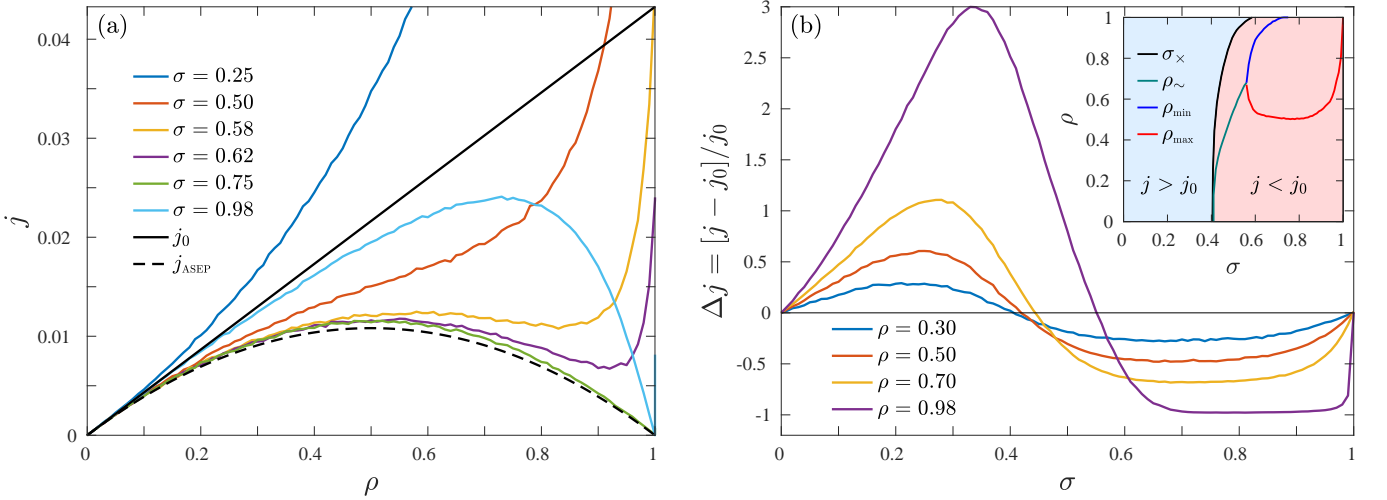 (a)
j
0.04
0.03
0.02
0.01
0
σ = 0.25
σ = 0.50
σ = 0.58
σ = 0.62
σ = 0.75
σ = 0.98
j₀
j_ASEP
0 0.2 0.4 0.6 0.8 1
ρ
(b)
Δj = [j − j₀]/j₀
3
2.5
2
1.5
1
0.5
0
-0.5
-1
ρ = 0.30
ρ = 0.50
ρ = 0.70
ρ = 0.98
0 0.2 0.4 0.6 0.8 1
σ
ρ
1
0.8
0.6
0.4
0.2
0
σ×
ρ∼
ρmin
ρmax
j > j₀ j < j₀
0 0.2 0.4 0.6 0.8 1
σ